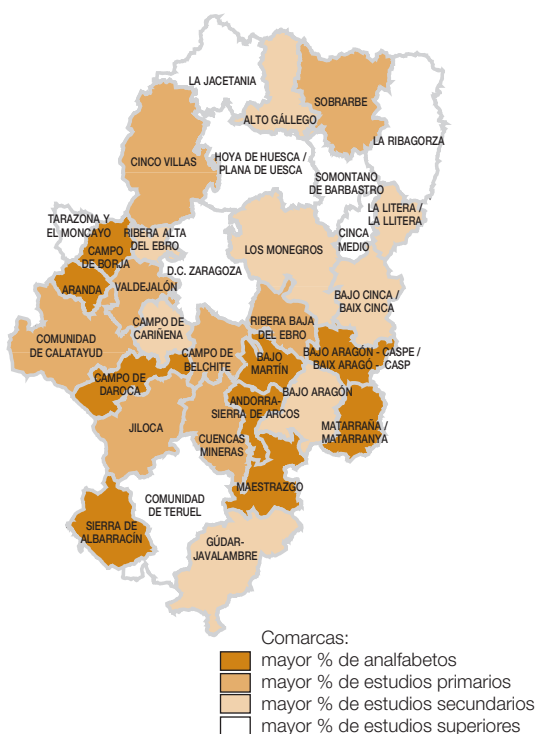 LA JACETANIA
SOBRARBE
ALTO GÁLLEGO
LA RIBAGORZA
CINCO VILLAS
HOYA DE HUESCA /
PLANA DE UESCA
SOMONTANO
DE BARBASTRO
LA LITERA /
LA LLITERA
TARAZONA Y
EL MONCAYO
RIBERA ALTA
DEL EBRO
CINCA
MEDIO
CAMPO
DE BORJA
LOS MONEGROS
D.C. ZARAGOZA
ARANDA
VALDEJALÓN
BAJO CINCA /
BAIX CINCA
CAMPO DE
CARIÑENA
RIBERA BAJA
DEL EBRO
COMUNIDAD
DE CALATAYUD
CAMPO DE
BELCHITE
BAJO
MARTÍN
BAJO ARAGÓN - CASPE /
BAIX ARAGÓ - CASP
CAMPO DE
DAROCA
BAJO ARAGÓN
ANDORRA-
SIERRA DE ARCOS
JILOCA
MATARRAÑA /
MATARRANYA
CUENCAS
MINERAS
MAESTRAZGO
COMUNIDAD
DE TERUEL
SIERRA DE
ALBARRACÍN
GÚDAR-
JAVALAMBRE
Comarcas:
mayor % de analfabetos
mayor % de estudios primarios
mayor % de estudios secundarios
mayor % de estudios superiores